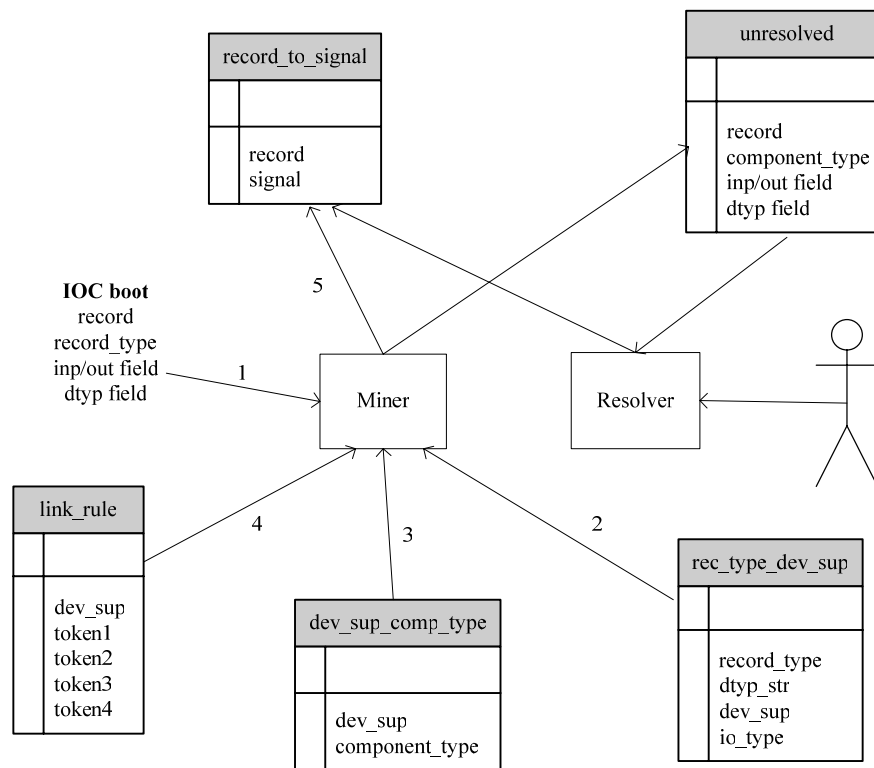 record_to_signal
record
signal
unresolved
record
component_type
inp/out field
dtyp field
5
IOC boot
record
record_type
inp/out field
dtyp field
1
Miner
Resolver
link_rule
dev_sup
token1
token2
token3
token4
4
3
2
dev_sup_comp_type
dev_sup
component_type
rec_type_dev_sup
record_type
dtyp_str
dev_sup
io_type